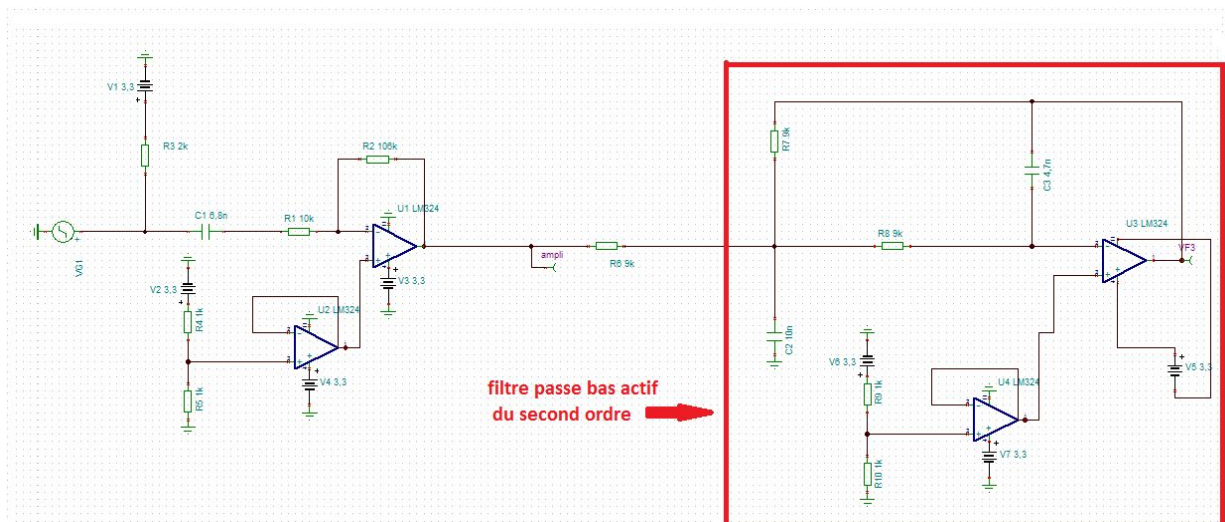 V1 3,3
R3 2k
R2 106k
C1 6,8n
R1 10k
U1 LM324
VG1
V2 3,3
V3 3,3
R4 1k
U2 LM324
R5 1k
V4 3,3
ampli
R6 9k
R7 9k
C3 4,7n
R8 9k
U3 LM324
VF3
C2 10n
V6 3,3
V5 3,3
R9 1k
U4 LM324
R10 1k
V7 3,3
filtre passe bas actif
du second ordre